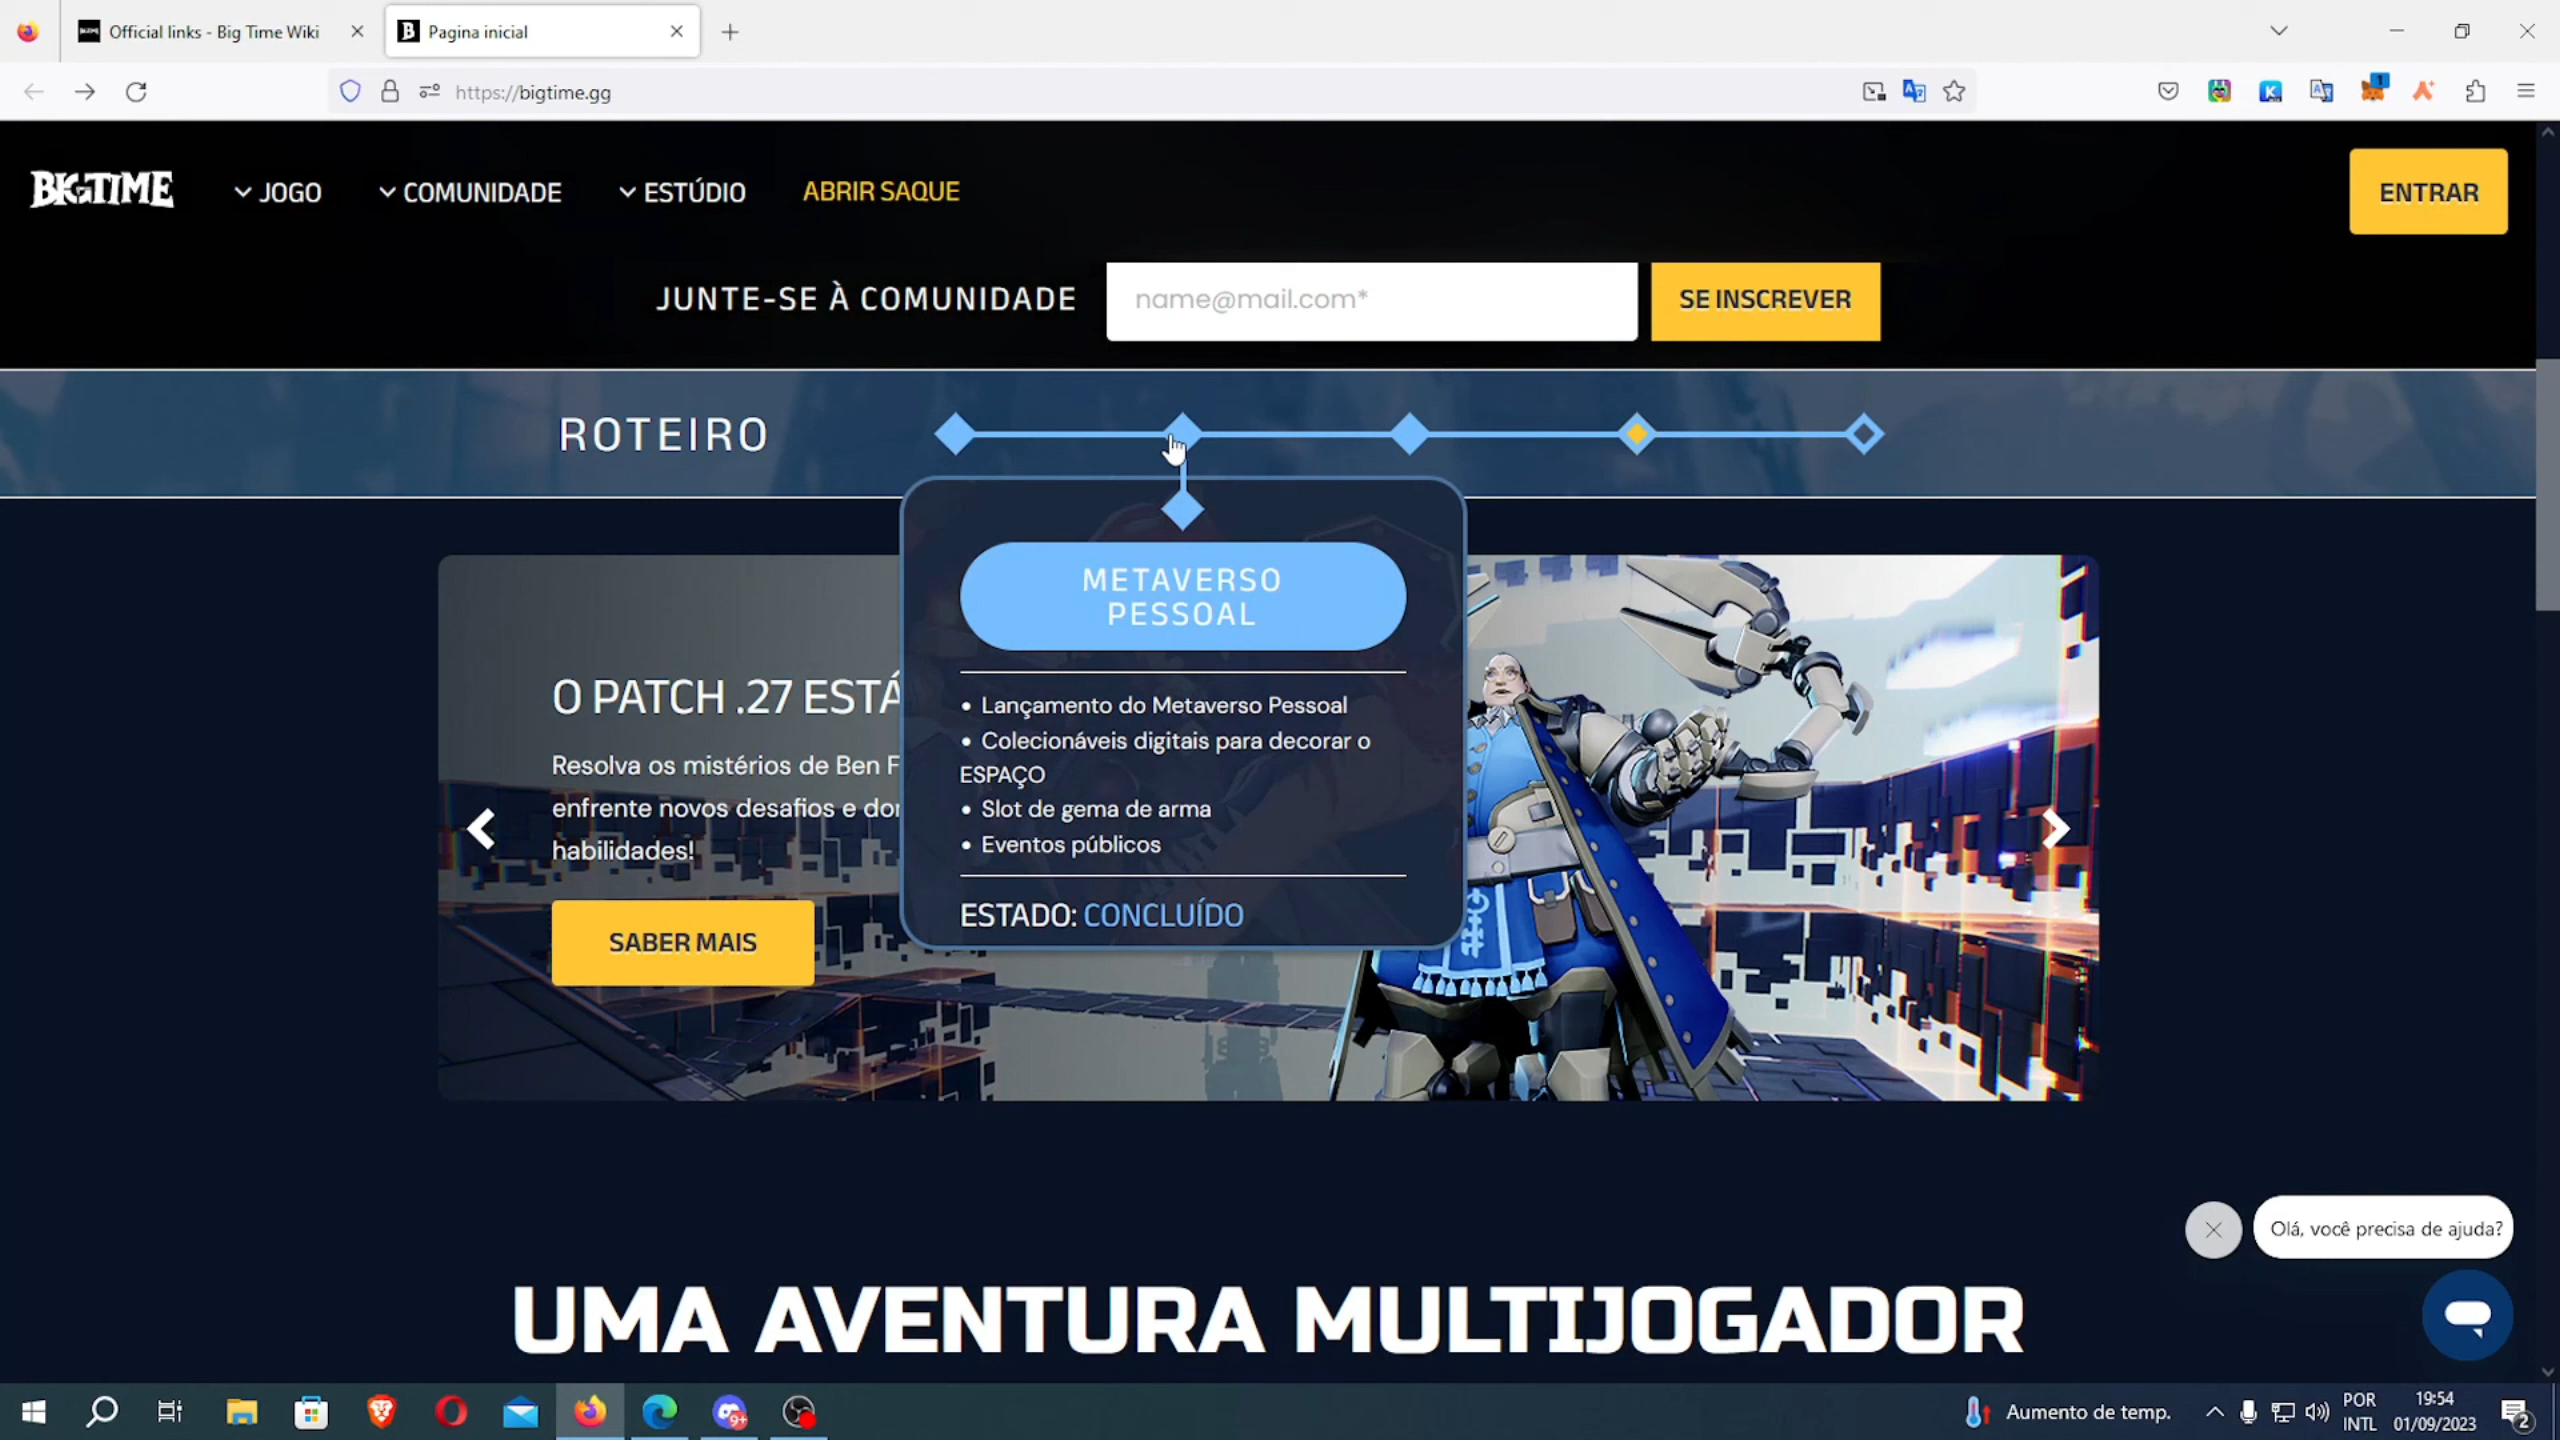 Official links - Big Time Wiki
Pagina inicial
https://bigtime.gg
BIGTIME
JOGO
COMUNIDADE
ESTÚDIO
ABRIR SAQUE
ENTRAR
JUNTE-SE À COMUNIDADE
name@mail.com*
SE INSCREVER
ROTEIRO
METAVERSO
PESSOAL
• Lançamento do Metaverso Pessoal
• Colecionáveis digitais para decorar o
ESPAÇO
• Slot de gema de arma
• Eventos públicos
ESTADO: CONCLUÍDO
O PATCH .27 ESTÁ
Resolva os mistérios de Ben F
enfrente novos desafios e
habilidades!
SABER MAIS
Olá, você precisa de ajuda?
UMA AVENTURA MULTIJOGADOR
Aumento de temp.
POR
INTL
19:54
01/09/2023
2
9+
1